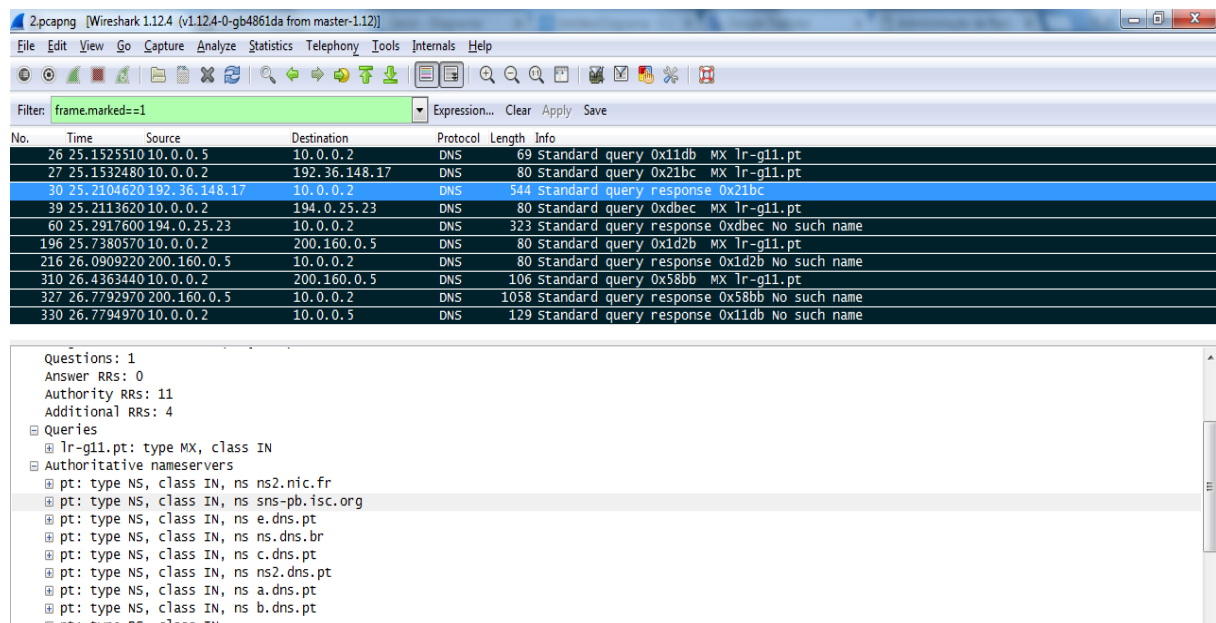 2.pcapng [Wireshark 1.12.4 (v1.12.4-0-gb4861da from master-1.12)]
File Edit View Go Capture Analyze Statistics Telephony Tools Internals Help
Filter: frame.marked==1 Expression... Clear Apply Save
No. Time Source Destination Protocol Length Info
26 25.1525510 10.0.0.5 10.0.0.2 DNS 69 Standard query 0x11db MX lr-g11.pt
27 25.1532480 10.0.0.2 192.36.148.17 DNS 80 Standard query 0x21bc MX lr-g11.pt
30 25.2104620 192.36.148.17 10.0.0.2 DNS 544 Standard query response 0x21bc
39 25.2113620 10.0.0.2 194.0.25.23 DNS 80 Standard query 0xdbec MX lr-g11.pt
60 25.2917600 194.0.25.23 10.0.0.2 DNS 323 Standard query response 0xdbec No such name
196 25.7380570 10.0.0.2 200.160.0.5 DNS 80 Standard query 0x1d2b MX lr-g11.pt
216 26.0909220 200.160.0.5 10.0.0.2 DNS 80 Standard query response 0x1d2b No such name
310 26.4363440 10.0.0.2 200.160.0.5 DNS 106 Standard query 0x58bb MX lr-g11.pt
327 26.7792970 200.160.0.5 10.0.0.2 DNS 1058 Standard query response 0x58bb No such name
330 26.7794970 10.0.0.2 10.0.0.5 DNS 129 Standard query response 0x11db No such name
Questions: 1
Answer RRs: 0
Authority RRs: 11
Additional RRs: 4
Queries
lr-g11.pt: type MX, class IN
Authoritative nameservers
pt: type NS, class IN, ns ns2.nic.fr
pt: type NS, class IN, ns sns-pb.isc.org
pt: type NS, class IN, ns e.dns.pt
pt: type NS, class IN, ns ns.dns.br
pt: type NS, class IN, ns c.dns.pt
pt: type NS, class IN, ns ns2.dns.pt
pt: type NS, class IN, ns a.dns.pt
pt: type NS, class IN, ns b.dns.pt